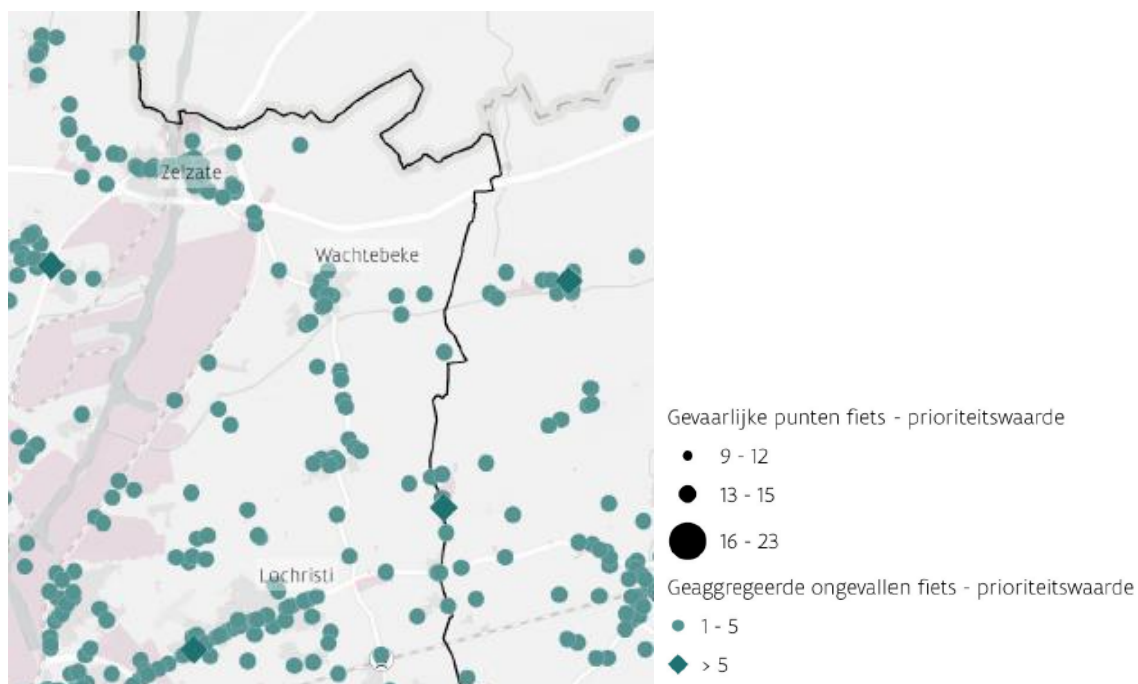 Zelzate
Wachtebeke
Lochristi
Gevaarlijke punten fiets - prioriteitswaarde
9 - 12
13 - 15
16 - 23
Geaggregeerde ongevallen fiets - prioriteitswaarde
1 - 5
> 5